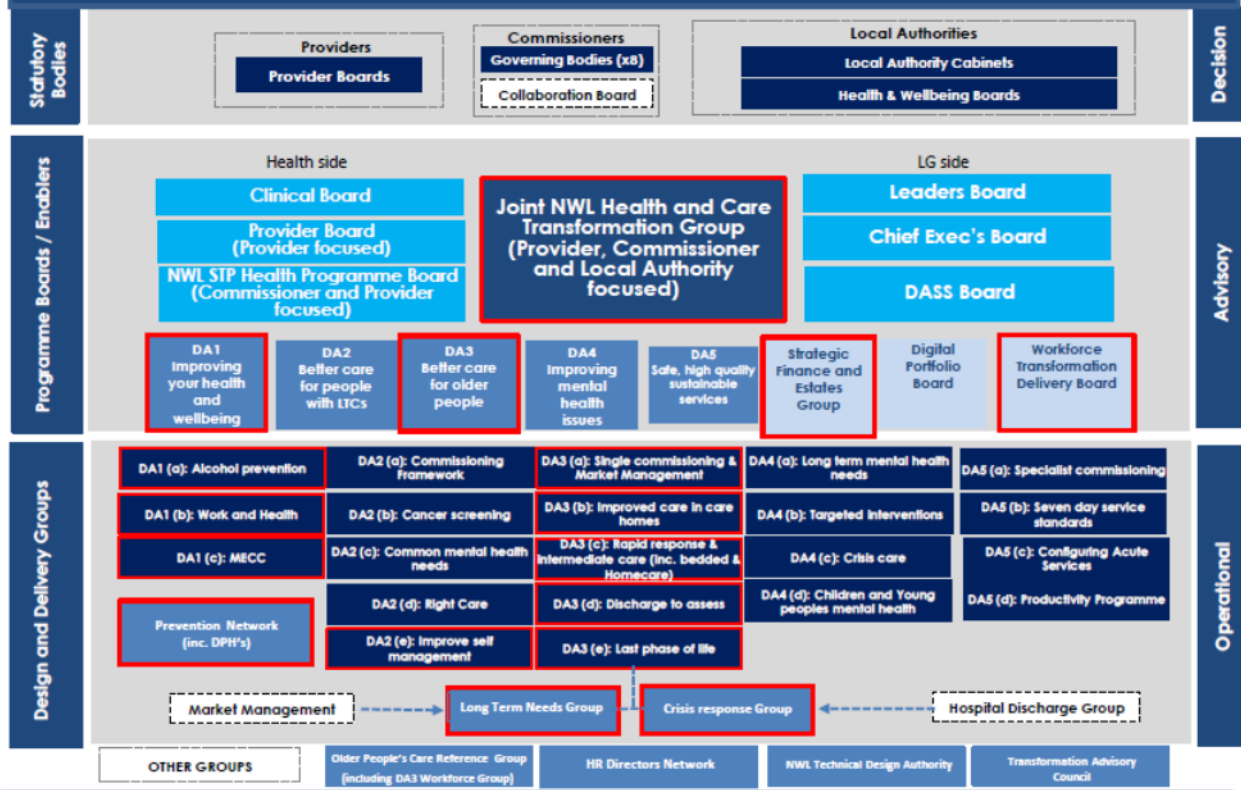 Statutory
Bodies
Providers
Provider Boards
Commissioners
Governing Bodies (x8)
Collaboration Board
Local Authorities
Local Authority Cabinets
Health & Wellbeing Boards
Decision
Programme Boards / Enablers
Health side
Clinical Board
Provider Board
(Provider focused)
NWL STP Health Programme Board
(Commissioner and Provider
focused)
Joint NWL Health and Care
Transformation Group
(Provider, Commissioner
and Local Authority
focused)
LG side
Leaders Board
Chief Exec's Board
DASS Board
Advisory
DA1
Improving
your health
and
wellbeing
DA2
Better care
for people
with LTCs
DA3
Better care
for older
people
DA4
Improving
mental
health
issues
DA5
Safe, high quality
sustainable
services
Strategic
Finance and
Estates
Group
Digital
Portfolio
Board
Workforce
Transformation
Delivery Board
Design and Delivery Groups
DA1 (a): Alcohol prevention
DA1 (b): Work and Health
DA1 (c): MECC
Prevention Network
(inc. DPH's)
DA2 (a): Commissioning
Framework
DA2 (b): Cancer screening
DA2 (c): Common mental health
needs
DA2 (d): Right Care
DA2 (e): Improve self
management
DA3 (a): Single commissioning &
Market Management
DA3 (b): Improved care in care
homes
DA3 (c): Rapid response &
Intermediate care (inc. bedded &
Homecare)
DA3 (d): Discharge to assess
DA3 (e): Last phase of life
DA4 (a): Long term mental health
needs
DA4 (b): Targeted interventions
DA4 (c): Crisis care
DA4 (d): Children and Young
peoples mental health
DA5 (a): Specialist commissioning
DA5 (b): Seven day service
standards
DA5 (c): Configuring Acute
Services
DA5 (d): Productivity Programme
Operational
Market Management
Long Term Needs Group
Crisis response Group
Hospital Discharge Group
OTHER GROUPS
Older People's Care Reference Group
(including DA3 Workforce Group)
HR Directors Network
NWL Technical Design Authority
Transformation Advisory
Council